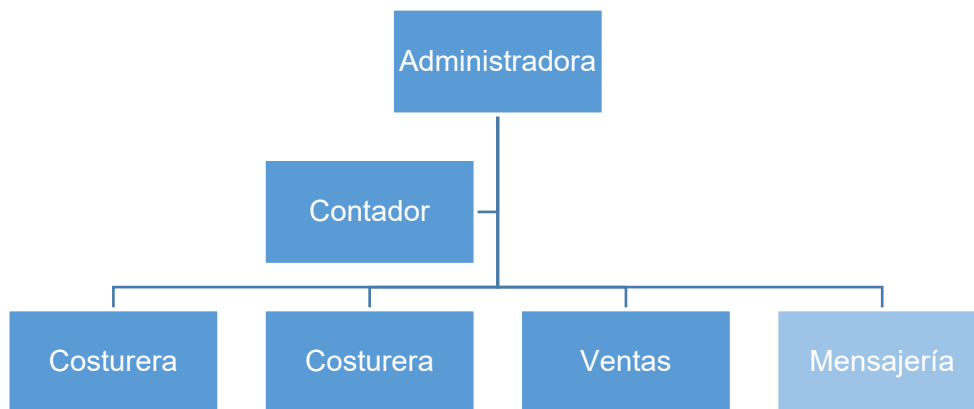 Administradora
Contador
Costurera
Costurera
Ventas
Mensajería